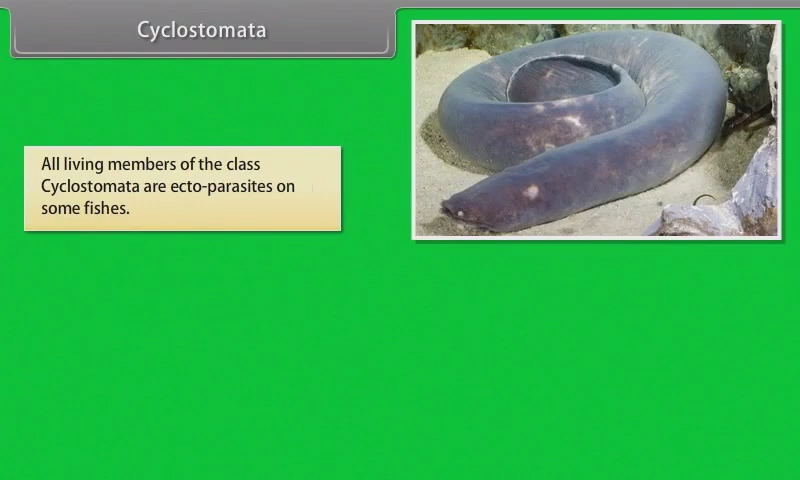 Cyclostomata
All living members of the class
Cyclostomata are ecto-parasites on
some fishes.